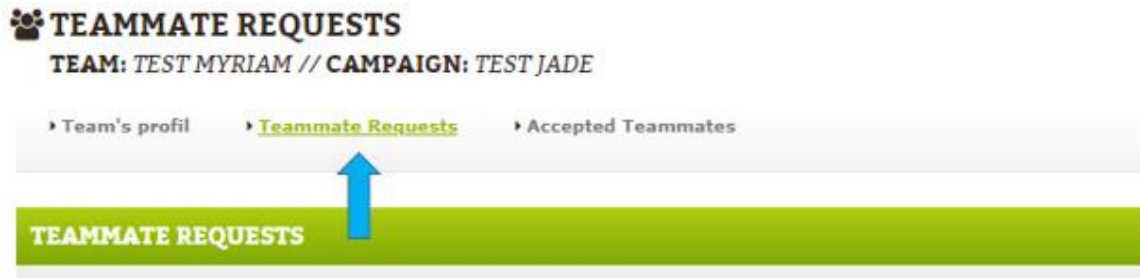 TEAMMATE REQUESTS
TEAM: TEST MYRIAM // CAMPAIGN: TEST JADE
Team's profil Teammate Requests Accepted Teammates
TEAMMATE REQUESTS